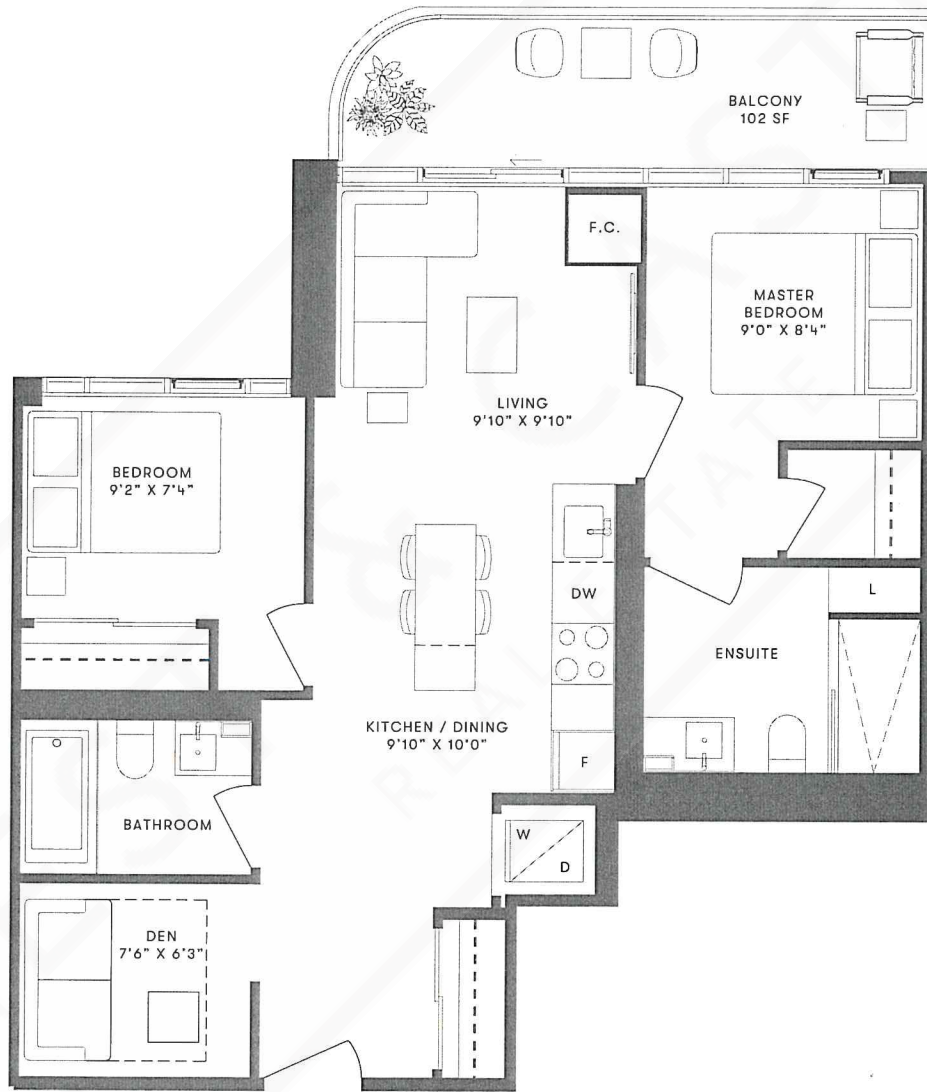 BALCONY
102 SF
F.C.
MASTER
BEDROOM
9'0" X 8'4"
LIVING
9'10" X 9'10"
BEDROOM
9'2" X 7'4"
DW
L
ENSUITE
KITCHEN / DINING
9'10" X 10'0"
F
BATHROOM
W
D
DEN
7'6" X 6'3"